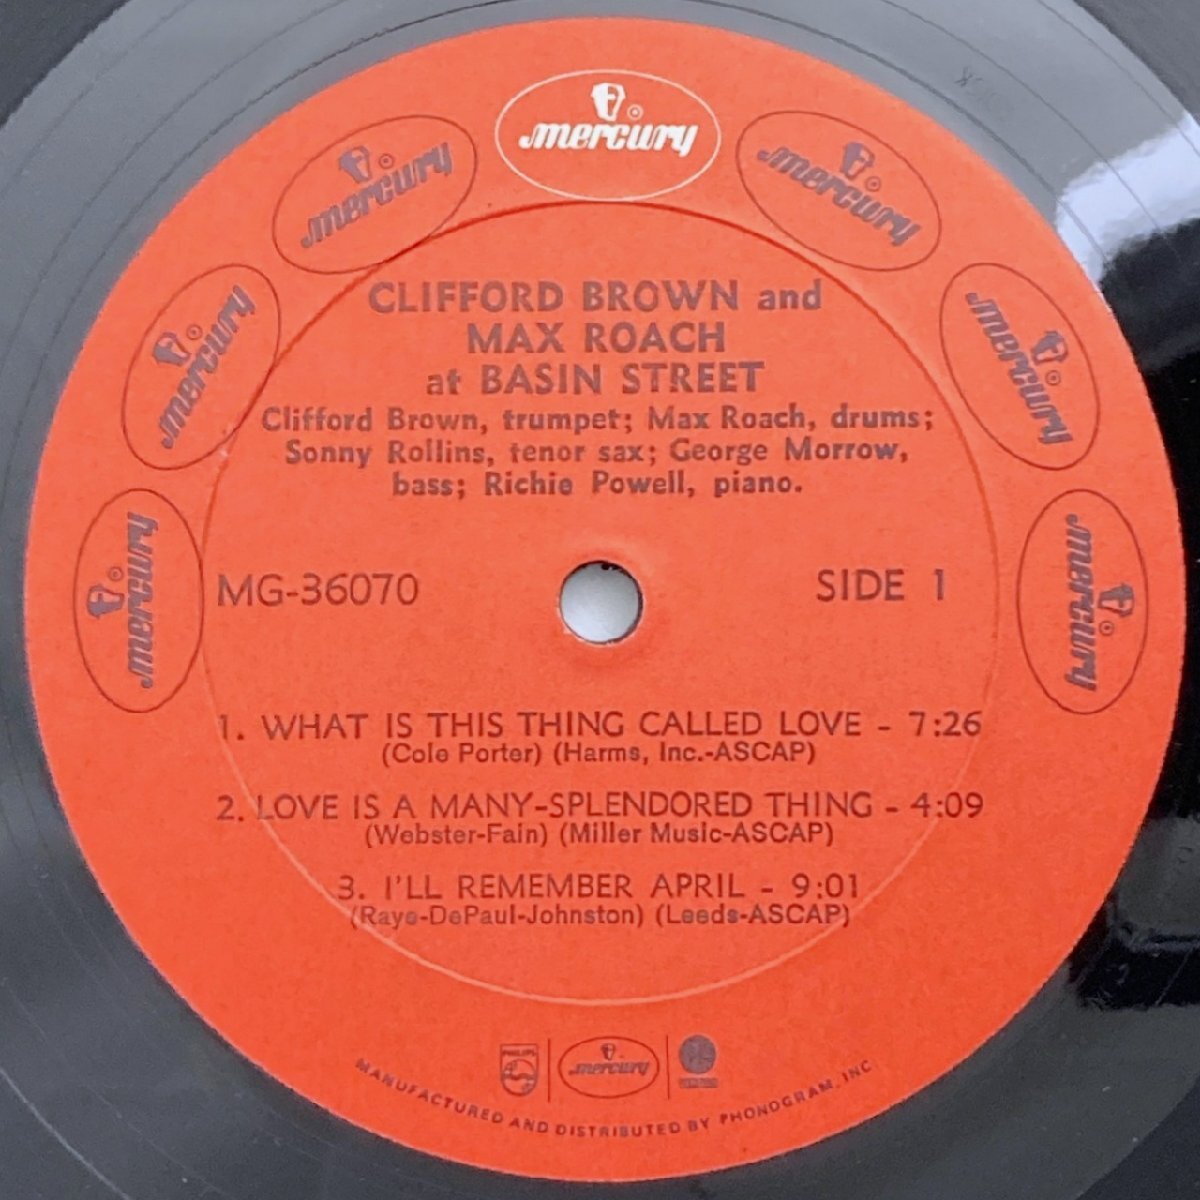 mercury
mercury
mercury
mercury
mercury
mercury
mercury
CLIFFORD BROWN and
MAX ROACH
at BASIN STREET
Clifford Brown, trumpet; Max Roach, drums;
Sonny Rollins, tenor sax; George Morrow,
bass; Richie Powell, piano.
MG-36070
SIDE 1
1. WHAT IS THIS THING CALLED LOVE - 7:26
(Cole Porter) (Harms, Inc.-ASCAP)
2. LOVE IS A MANY-SPLENDORED THING - 4:09
(Webster-Fain) (Miller Music-ASCAP)
3. I'LL REMEMBER APRIL - 9:01
(Raye-DePaul-Johnston) (Leeds-ASCAP)
PHILIPS
mercury
MANUFACTURED AND DISTRIBUTED BY PHONOGRAM, INC